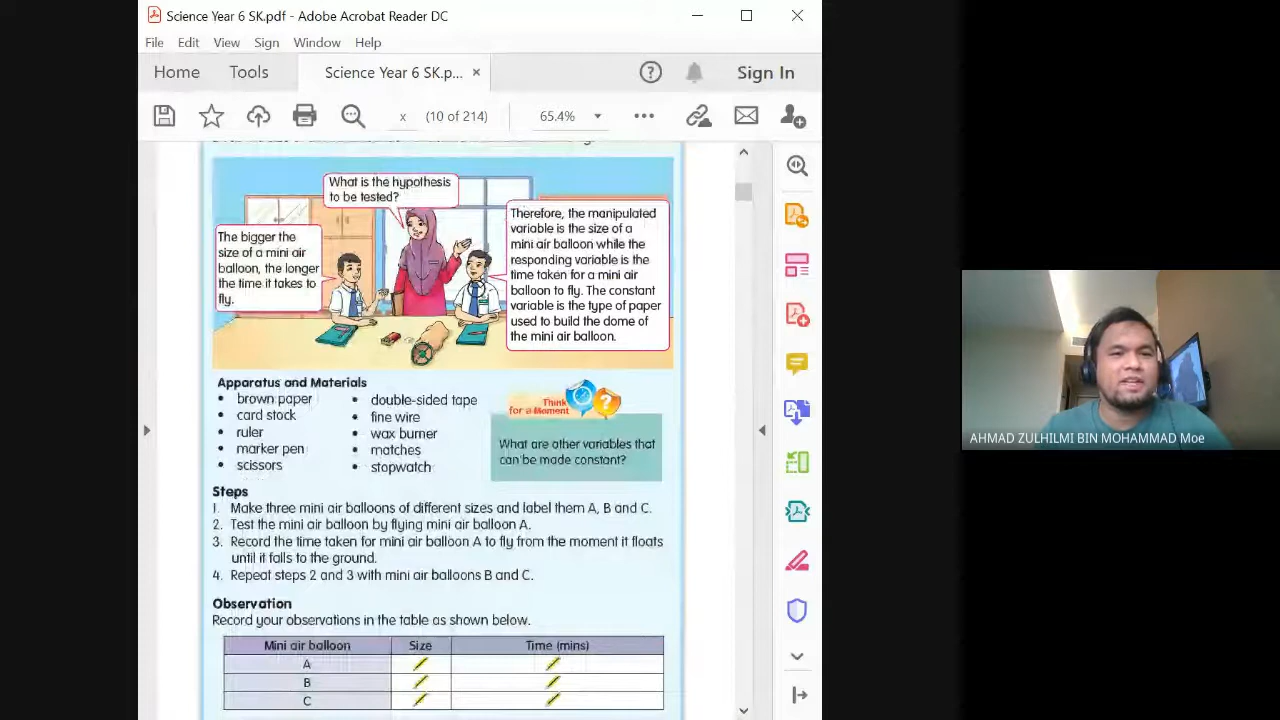 Science Year 6 SK.pdf - Adobe Acrobat Reader DC
File Edit View Sign Window Help
Home Tools Science Year 6 SK.p... × Sign In
x (10 of 214) 65.4%
What is the hypothesis
to be tested?
The bigger the
size of a mini air
balloon, the longer
the time it takes to
fly.
Therefore, the manipulated
variable is the size of a
mini air balloon while the
responding variable is the
time taken for a mini air
balloon to fly. The constant
variable is the type of paper
used to build the dome of
the mini air balloon.
Apparatus and Materials
• brown paper
• card stock
• ruler
• marker pen
• scissors
• double-sided tape
• fine wire
• wax burner
• matches
• stopwatch
Think
for a Moment
What are other variables that
can be made constant?
Steps
1. Make three mini air balloons of different sizes and label them A, B and C.
2. Test the mini air balloon by flying mini air balloon A.
3. Record the time taken for mini air balloon A to fly from the moment it floats
until it falls to the ground.
4. Repeat steps 2 and 3 with mini air balloons B and C.
Observation
Record your observations in the table as shown below.
Mini air balloon Size Time (mins)
A
B
C
AHMAD ZULHILMI BIN MOHAMMAD Moe